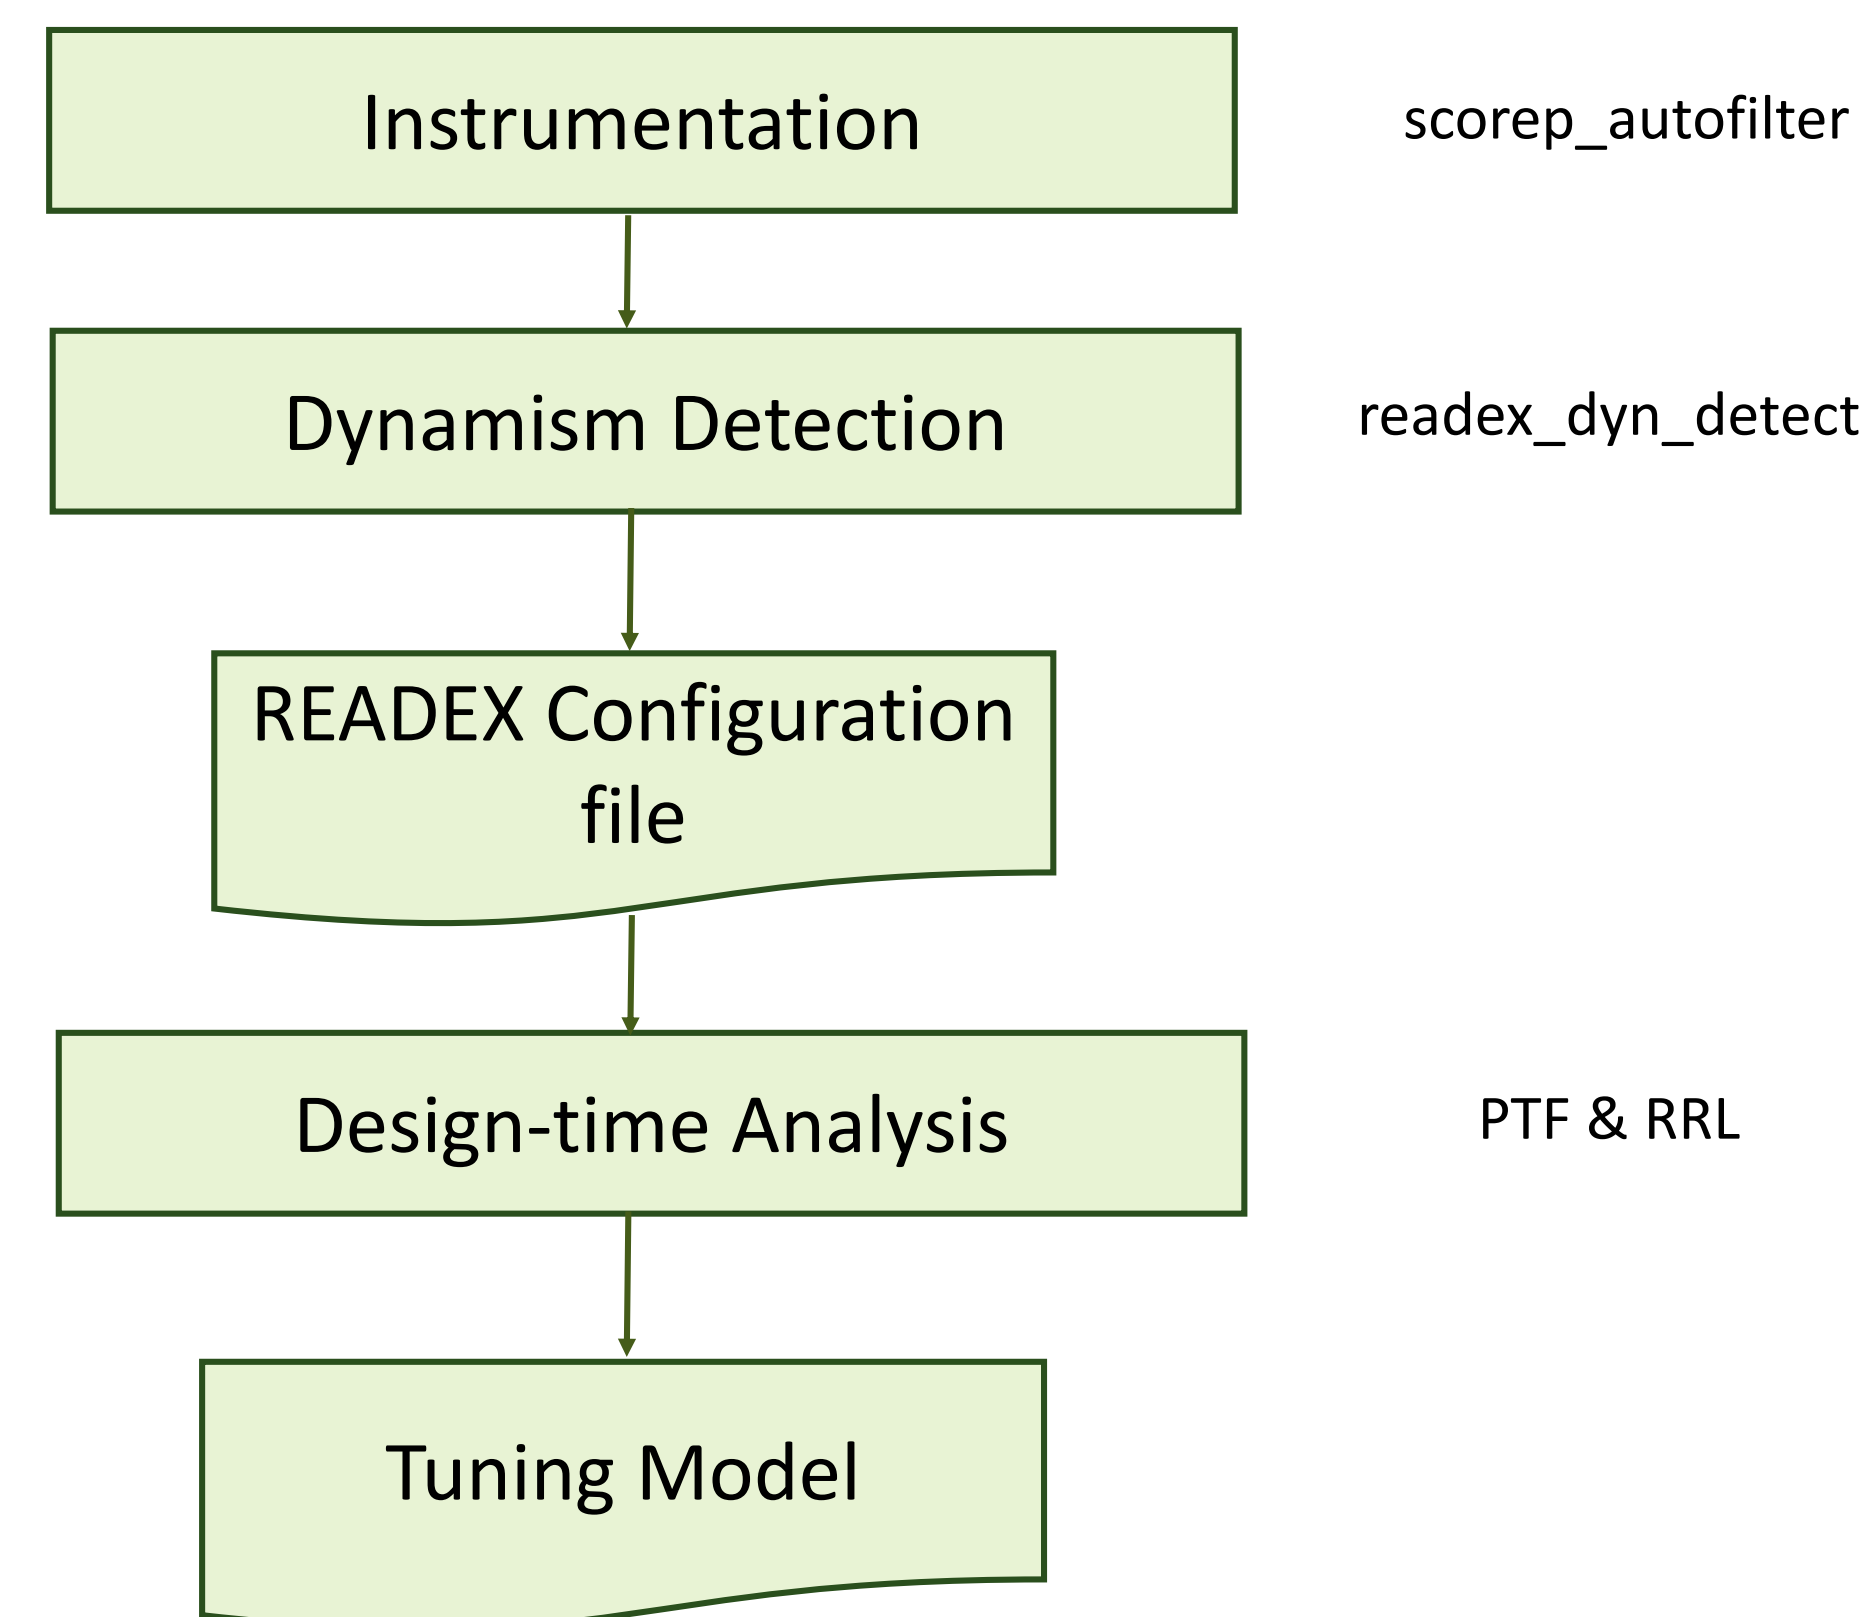 Instrumentation
scorep_autofilter
Dynamism Detection
readex_dyn_detect
READEX Configuration
file
Design-time Analysis
PTF & RRL
Tuning Model